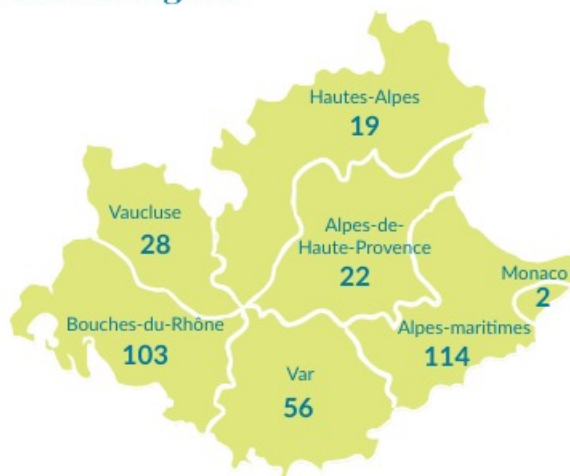 Hautes-Alpes
19
Vaucluse
28
Alpes-de-
Haute-Provence
22
Monaco
2
Bouches-du-Rhône
103
Alpes-maritimes
114
Var
56